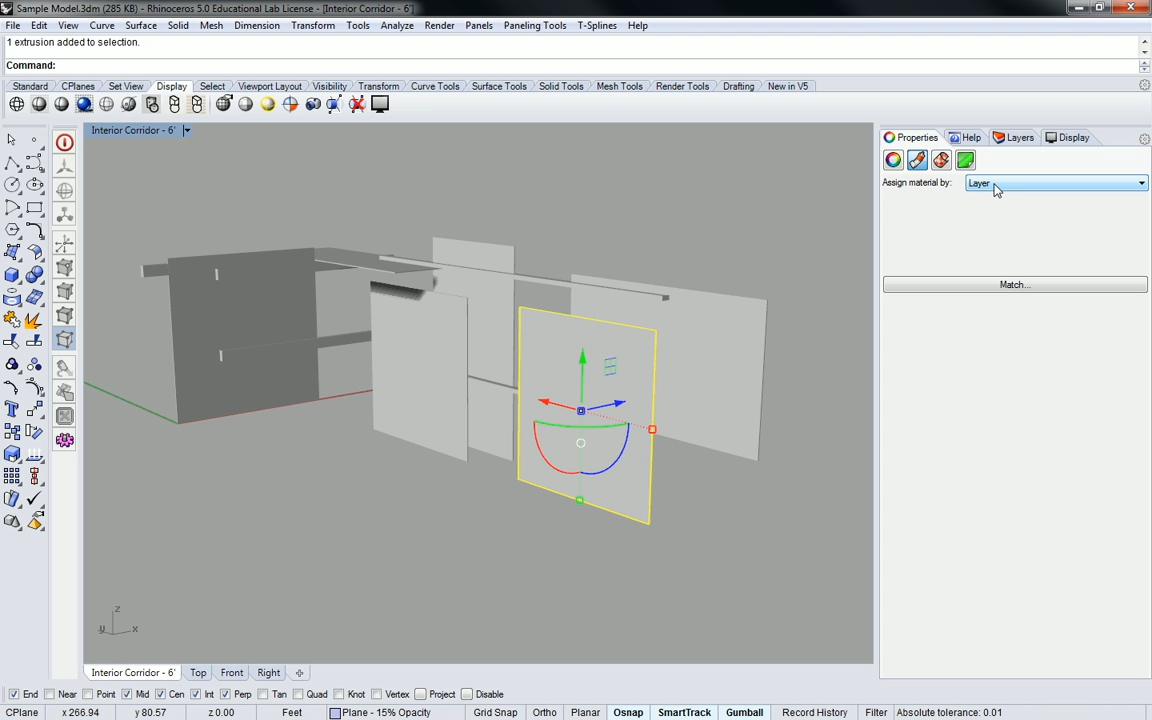 Sample Model.3dm (285 KB) - Rhinoceros 5.0 Educational Lab License - [Interior Corridor - 6']
File Edit View Curve Surface Solid Mesh Dimension Transform Tools Analyze Render Panels Paneling Tools T-Splines Help
1 extrusion added to selection.
Command:
Standard CPlanes Set View Display Select Viewport Layout Visibility Transform Curve Tools Surface Tools Solid Tools Mesh Tools Render Tools Drafting New in V5
Interior Corridor - 6'
Properties Help Layers Display
Assign material by: Layer
Match...
z
y x
Interior Corridor - 6' Top Front Right
End Near Point Mid Cen Int Perp Tan Quad Knot Vertex Project Disable
CPlane x 266.94 y 80.57 z 0.00 Feet Plane - 15% Opacity Grid Snap Ortho Planar Osnap SmartTrack Gumball Record History Filter Absolute tolerance: 0.01